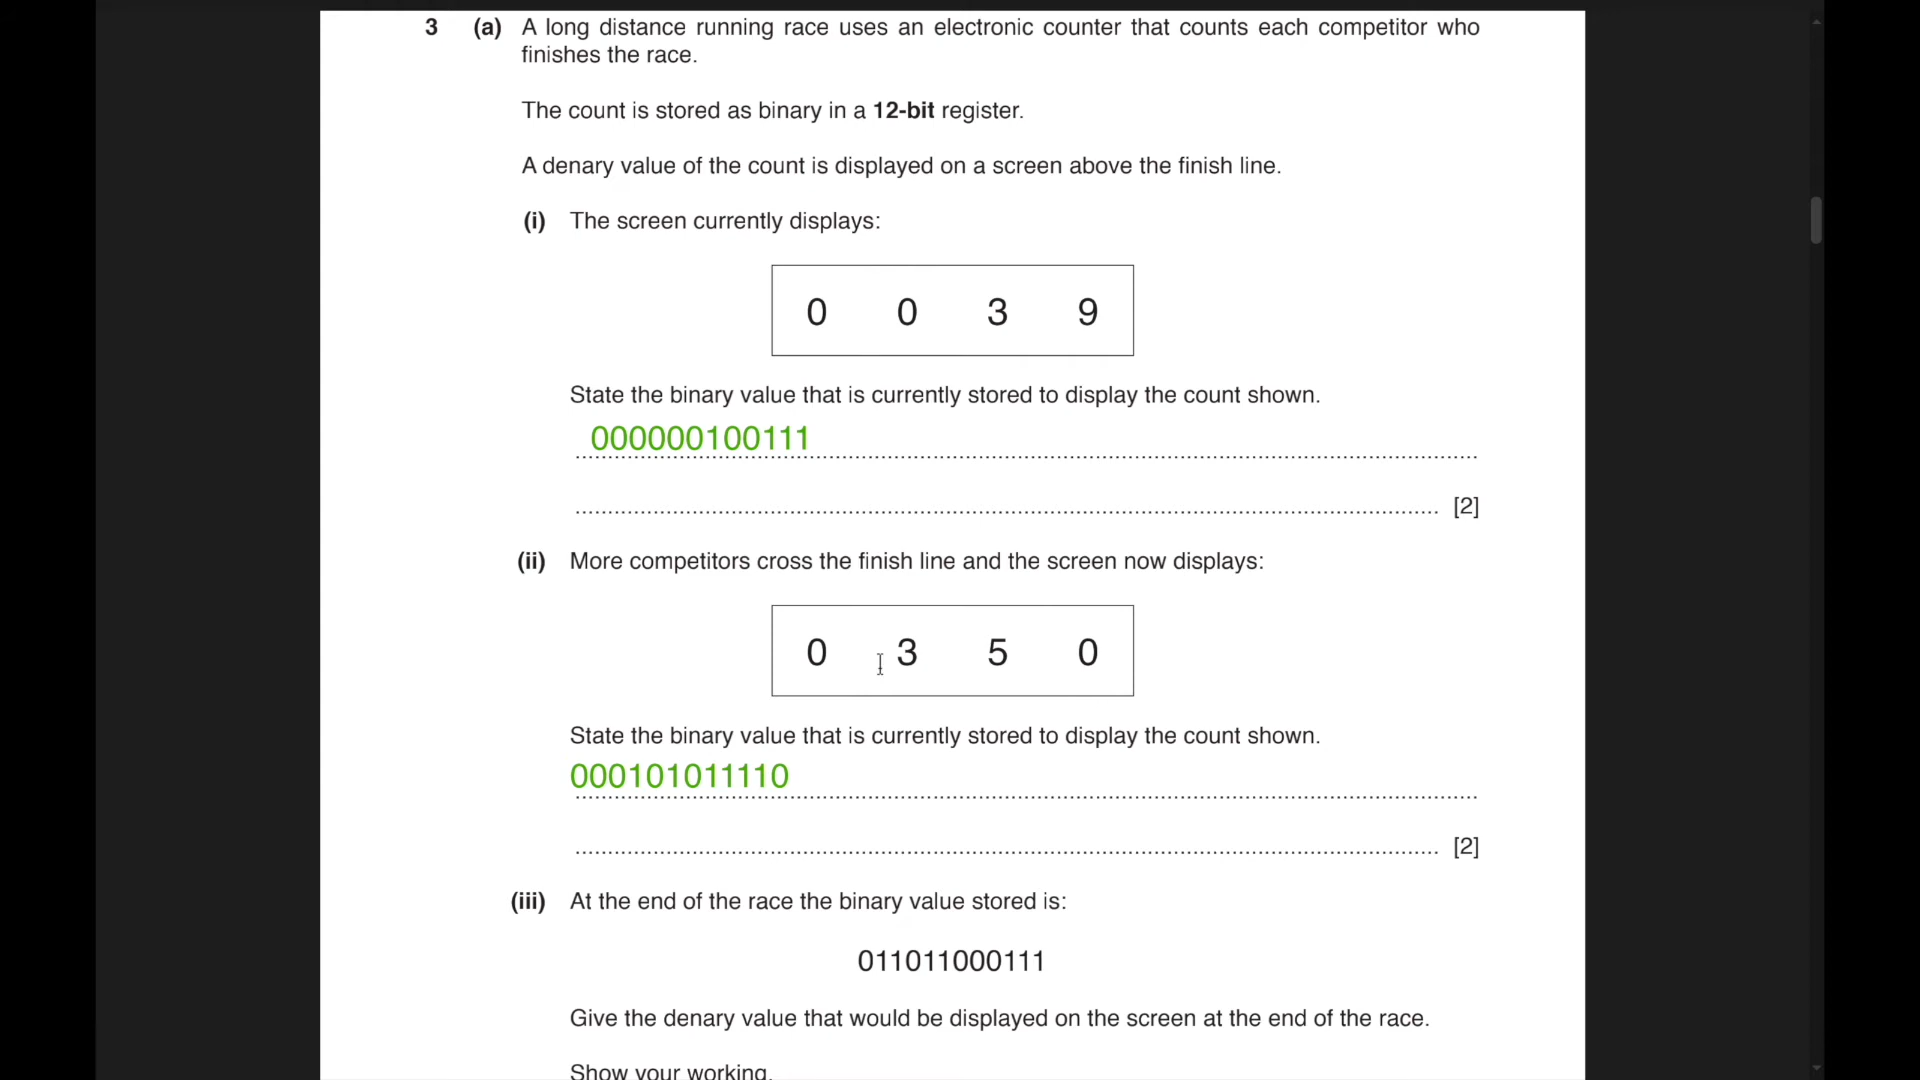 3 (a) A long distance running race uses an electronic counter that counts each competitor who
finishes the race.
The count is stored as binary in a 12-bit register.
A denary value of the count is displayed on a screen above the finish line.
(i) The screen currently displays:
0 0 3 9
State the binary value that is currently stored to display the count shown.
000000100111
[2]
(ii) More competitors cross the finish line and the screen now displays:
0 3 5 0
State the binary value that is currently stored to display the count shown.
000101011110
[2]
(iii) At the end of the race the binary value stored is:
011011000111
Give the denary value that would be displayed on the screen at the end of the race.
Show your working.